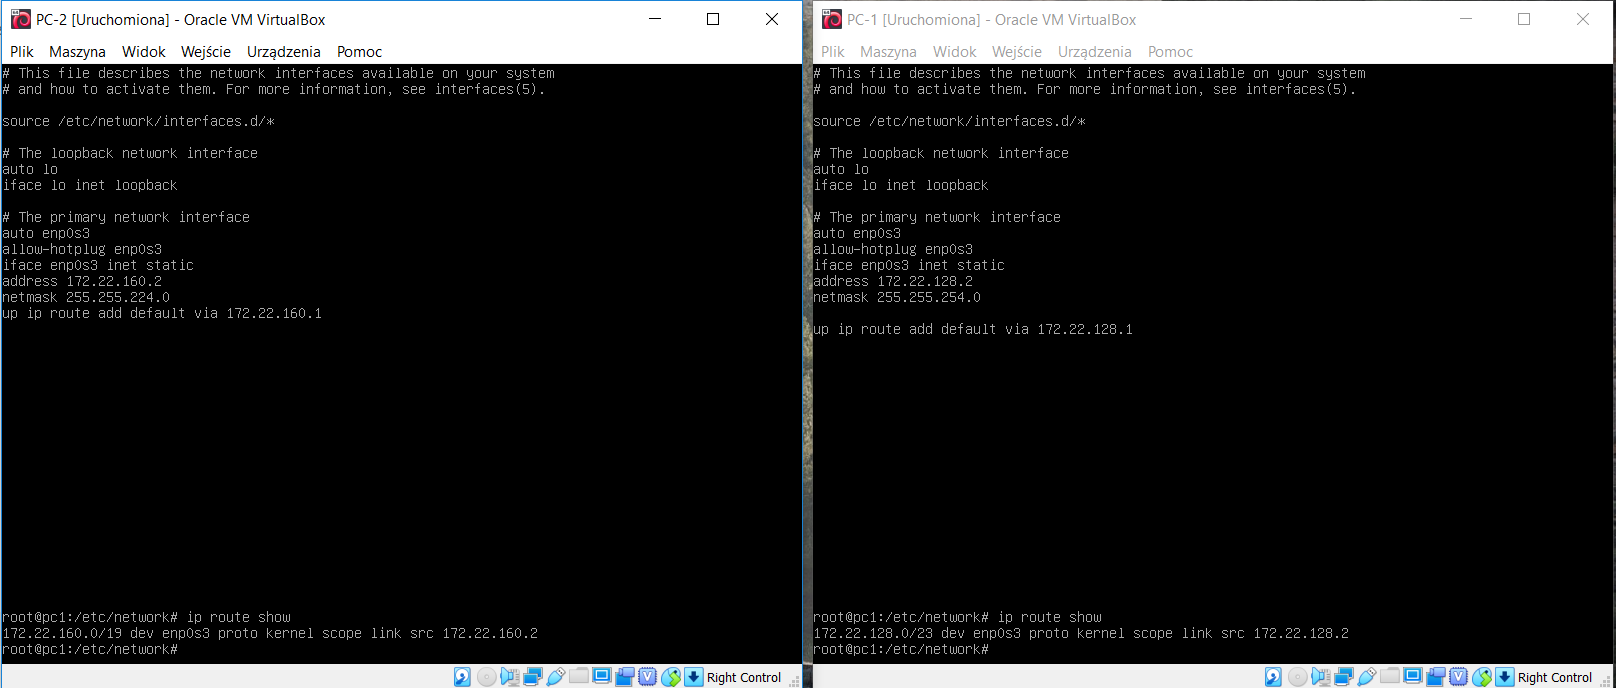 PC-2 [Uruchomiona] - Oracle VM VirtualBox
Plik Maszyna Widok Wejście Urządzenia Pomoc
# This file describes the network interfaces available on your system
# and how to activate them. For more information, see interfaces(5).
source /etc/network/interfaces.d/*
# The loopback network interface
auto lo
iface lo inet loopback
# The primary network interface
auto enp0s3
allow-hotplug enp0s3
iface enp0s3 inet static
address 172.22.160.2
netmask 255.255.224.0
up ip route add default via 172.22.160.1
root@pc1:/etc/network# ip route show
172.22.160.0/19 dev enp0s3 proto kernel scope link src 172.22.160.2
root@pc1:/etc/network#
Right Control
PC-1 [Uruchomiona] - Oracle VM VirtualBox
Plik Maszyna Widok Wejście Urządzenia Pomoc
# This file describes the network interfaces available on your system
# and how to activate them. For more information, see interfaces(5).
source /etc/network/interfaces.d/*
# The loopback network interface
auto lo
iface lo inet loopback
# The primary network interface
auto enp0s3
allow-hotplug enp0s3
iface enp0s3 inet static
address 172.22.128.2
netmask 255.255.254.0
up ip route add default via 172.22.128.1
root@pc1:/etc/network# ip route show
172.22.128.0/23 dev enp0s3 proto kernel scope link src 172.22.128.2
root@pc1:/etc/network#
Right Control